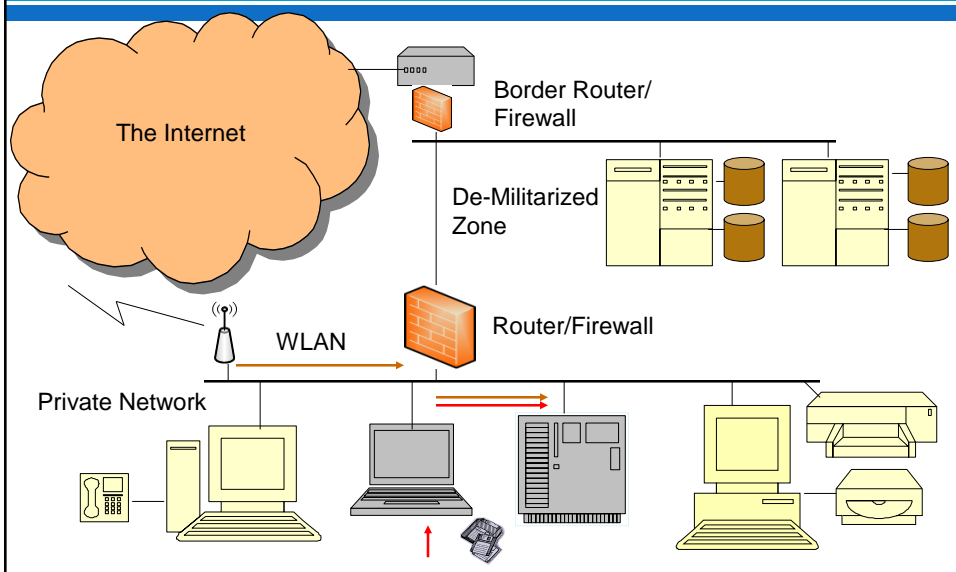 The Internet
Border Router/
Firewall
De-Militarized
Zone
Router/Firewall
WLAN
Private Network